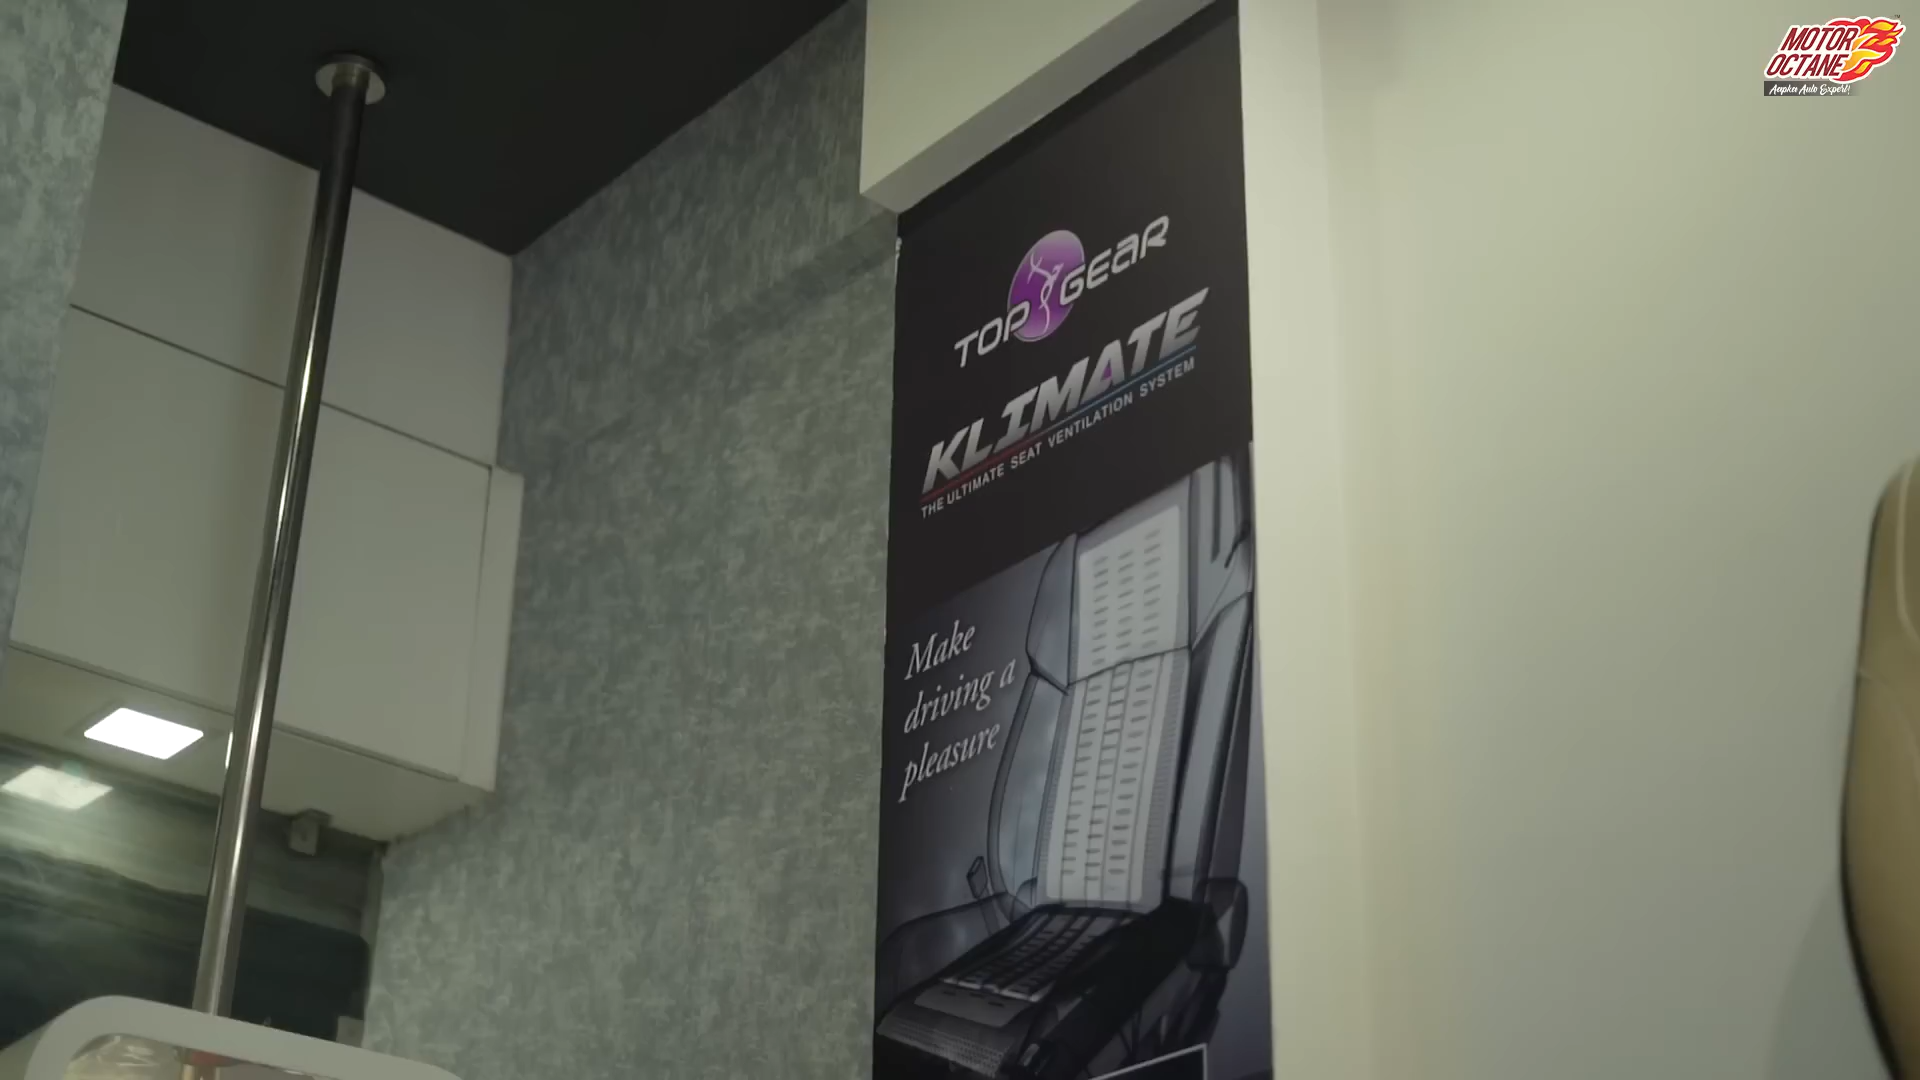 MOTOR
OCTANE
Aapka Auto Expert!
TOP GEAR
KLIMATE
THE ULTIMATE SEAT VENTILATION SYSTEM
Make
driving a
pleasure